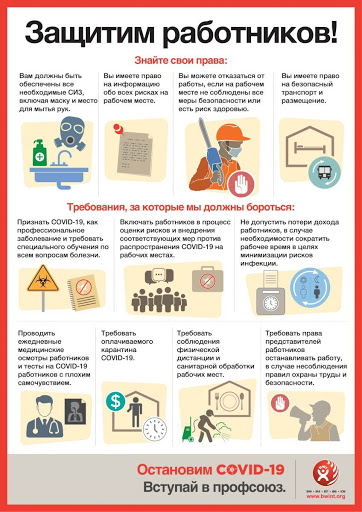 Защитим работников!
Знайте свои права:
Вам должны быть
обеспечены все
необходимые СИЗ,
включая маску и место
для мытья рук.
Вы имеете право
на информацию
обо всех рисках на
рабочем месте.
Вы можете отказаться от
работы, если на рабочем
месте не соблюдены все
меры безопасности или
есть риск здоровью.
Вы имеете право
на безопасный
транспорт и
размещение.
Требования, за которые мы должны бороться:
Признать COVID-19, как
профессиональное
заболевание и требовать
специального обучения по
всем вопросам болезни.
Включать работников в процесс
оценки рисков и внедрения
соответствующих мер против
распространения COVID-19 на
рабочих местах.
Не допустить потери дохода
работников, в случае
необходимости сократить
рабочее время в целях
минимизации рисков
инфекции.
Проводить
ежедневные
медицинские
осмотры работников
и тесты на COVID-19
работников с плохим
самочувствием.
Требовать
оплачиваемого
карантина
COVID-19.
Требовать
соблюдения
физической
дистанции и
санитарной обработки
рабочих мест.
Требовать права
представителей
работников
останавливать работу,
в случае несоблюдения
правил охраны труды и
безопасности.
$
Остановим COVID-19
Вступай в профсоюз.
www.bwint.org